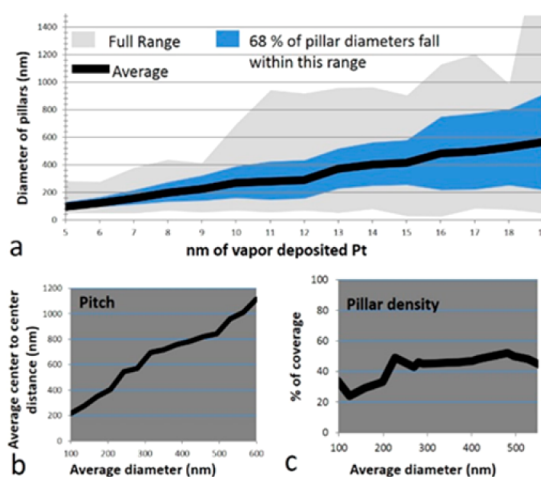 1400
1200
1000
800
600
400
200
0
Diameter of pillars (nm)
Full Range
68 % of pillar diameters fall
within this range
Average
5 6 7 8 9 10 11 12 13 14 15 16 17 18
nm of vapor deposited Pt
a
Pitch
1200
1000
800
600
400
200
0
Average center to center
distance (nm)
100 200 300 400 500 600
Average diameter (nm)
b
Pillar density
100
80
60
40
20
0
% of coverage
100 200 300 400 500
Average diameter (nm)
c